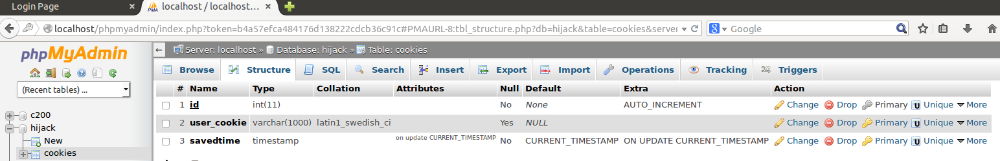 Login Page × localhost / localhost... ×
localhost/phpmyadmin/index.php?token=b4a57efca484176d138222cdcb36c91c#PMAURL-8:tbl_structure.php?db=hijack&table=cookies&server Google
phpMyAdmin
(Recent tables) ...
c200
hijack
New
cookies
Server: localhost » Database: hijack » Table: cookies
Browse Structure SQL Search Insert Export Import Operations Tracking Triggers
# Name Type Collation Attributes Null Default Extra Action
1 id int(11) No None AUTO_INCREMENT Change Drop Primary Unique More
2 user_cookie varchar(1000) latin1_swedish_ci Yes NULL Change Drop Primary Unique More
3 savedtime timestamp on update CURRENT_TIMESTAMP No CURRENT_TIMESTAMP ON UPDATE CURRENT_TIMESTAMP Change Drop Primary Unique More